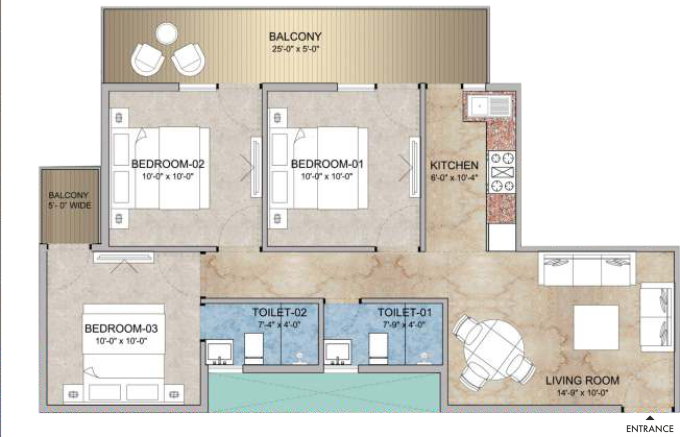 BALCONY
25'-0" x 5'-0"
BEDROOM-02
10'-0" x 10'-0"
BEDROOM-01
10'-0" x 10'-0"
KITCHEN
6'-0" x 10'-4"
BALCONY
5'- 0" WIDE
TOILET-02
7'-4" x 4'-0"
TOILET-01
7'-9" x 4'-0"
BEDROOM-03
10'-0" x 10'-0"
LIVING ROOM
14'-9" x 10'-0"
ENTRANCE